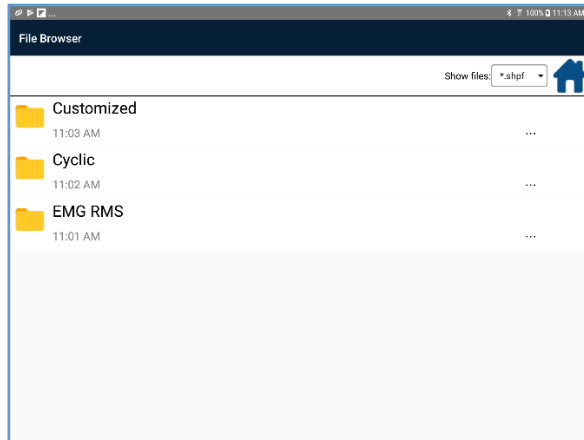 ... 100% 11:13 AM
File Browser
Show files: *.shpf
Customized
11:03 AM ...
Cyclic
11:02 AM ...
EMG RMS
11:01 AM ...